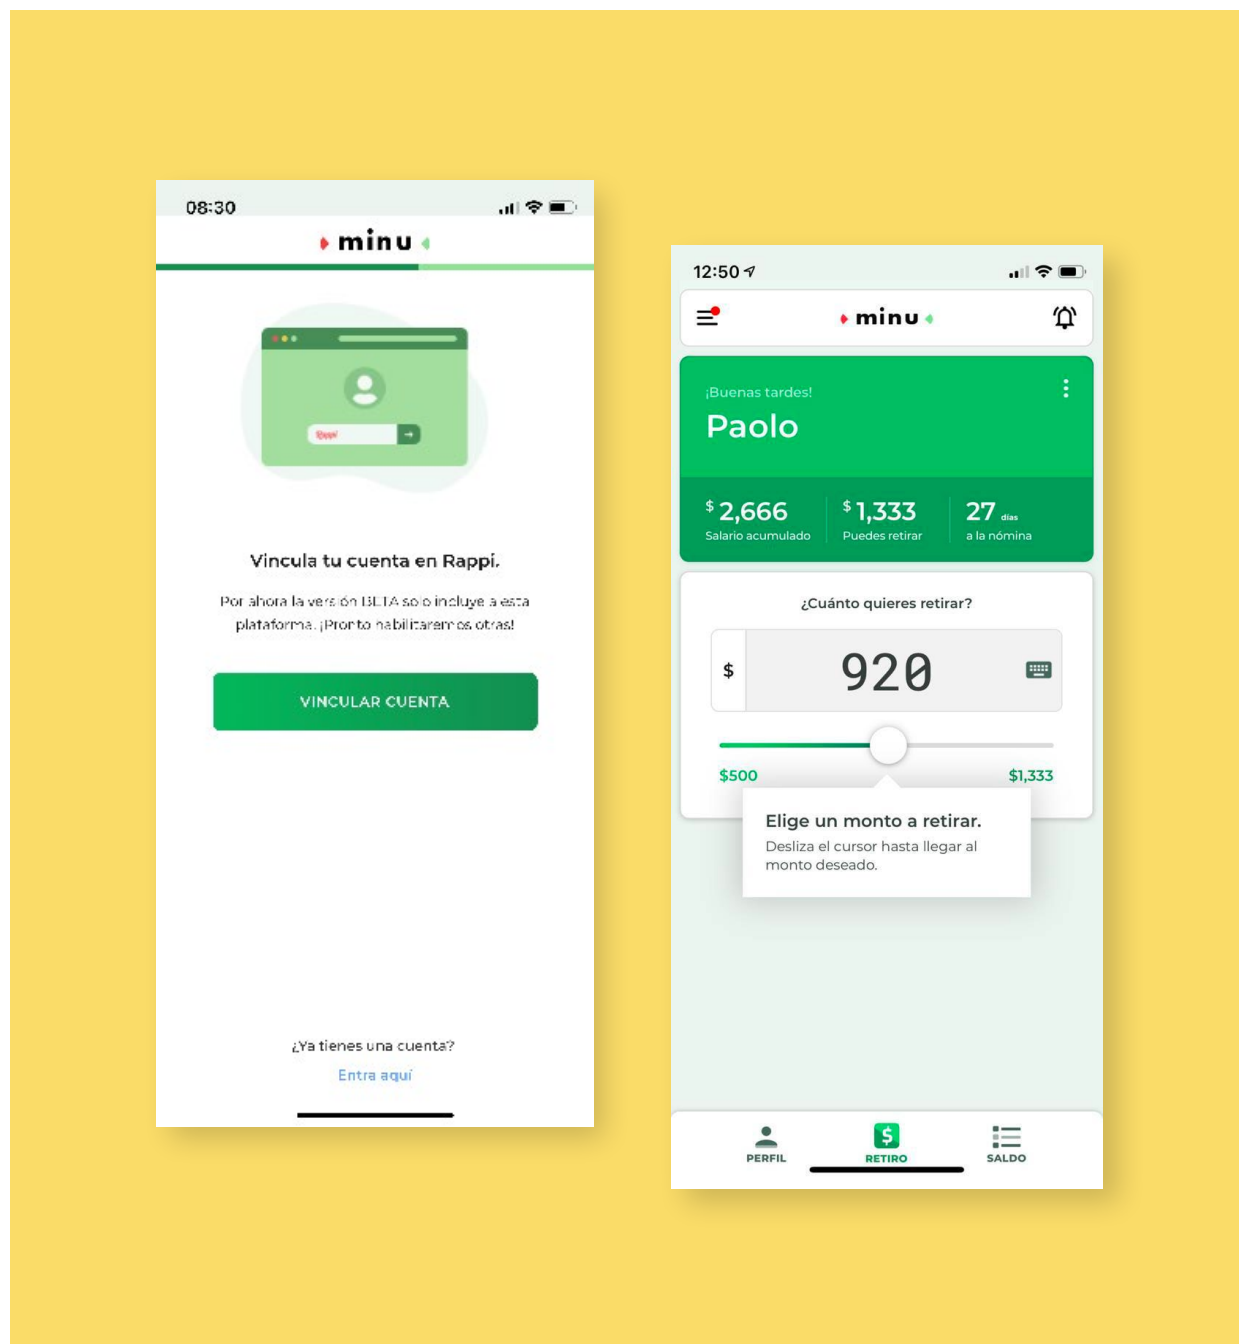 08:30
minu
Rappi
Vincula tu cuenta en Rappi.
Por ahora la versión BETA solo incluye a esta
plataforma. ¡Pronto habilitaremos otras!
VINCULAR CUENTA
¿Ya tienes una cuenta?
Entra aquí
12:50
minu
¡Buenas tardes!
Paolo
$ 2,666
Salario acumulado
$ 1,333
Puedes retirar
27 días
a la nómina
¿Cuánto quieres retirar?
$ 920
$500
$1,333
Elige un monto a retirar.
Desliza el cursor hasta llegar al
monto deseado.
PERFIL
$
RETIRO
SALDO